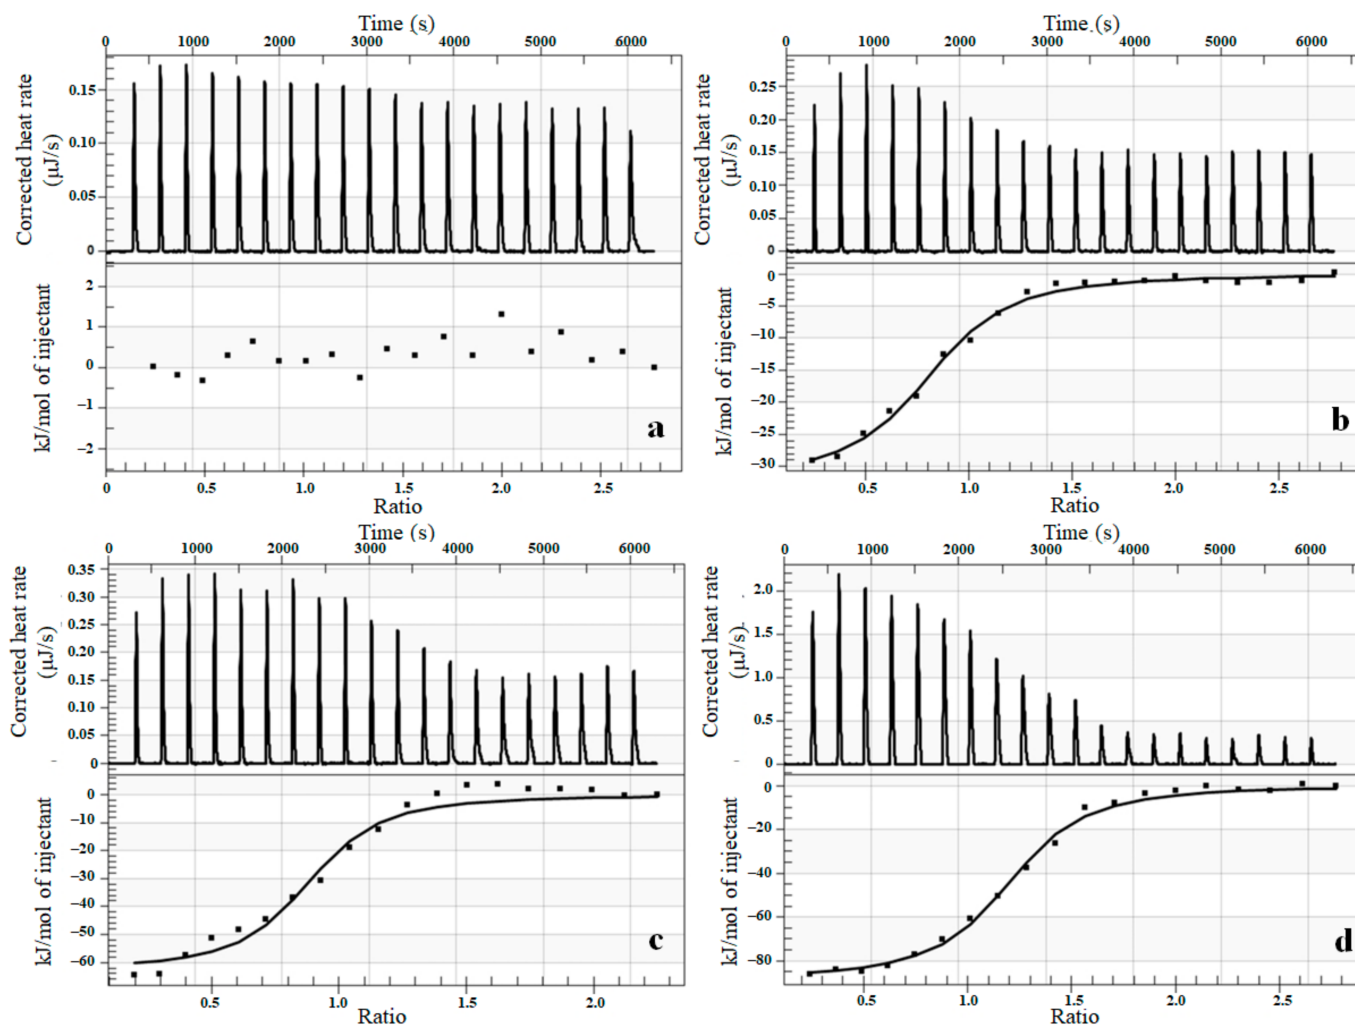 Time (s)
0 1000 2000 3000 4000 5000 6000
Corrected heat rate
(µJ/s)
0.15
0.10
0.05
0
kJ/mol of injectant
2
1
0
−1
−2
a
0.0 0.5 1.0 1.5 2.0 2.5
Ratio
Time (s)
0 1000 2000 3000 4000 5000 6000
Corrected heat rate
(µJ/s)
0.25
0.20
0.15
0.10
0.05
0
kJ/mol of injectant
0
−5
−10
−15
−20
−25
−30
b
0.5 1.0 1.5 2.0 2.5
Ratio
Time (s)
0 1000 2000 3000 4000 5000 6000
Corrected heat rate
(µJ/s)
0.35
0.30
0.25
0.20
0.15
0.10
0.05
0
kJ/mol of injectant
0
−10
−20
−30
−40
−50
−60
c
0.5 1.0 1.5 2.0
Ratio
Time (s)
0 1000 2000 3000 4000 5000 6000
Corrected heat rate
(µJ/s)
2.0
1.5
1.0
0.5
0
kJ/mol of injectant
0
−20
−40
−60
−80
d
0.5 1.0 1.5 2.0 2.5
Ratio